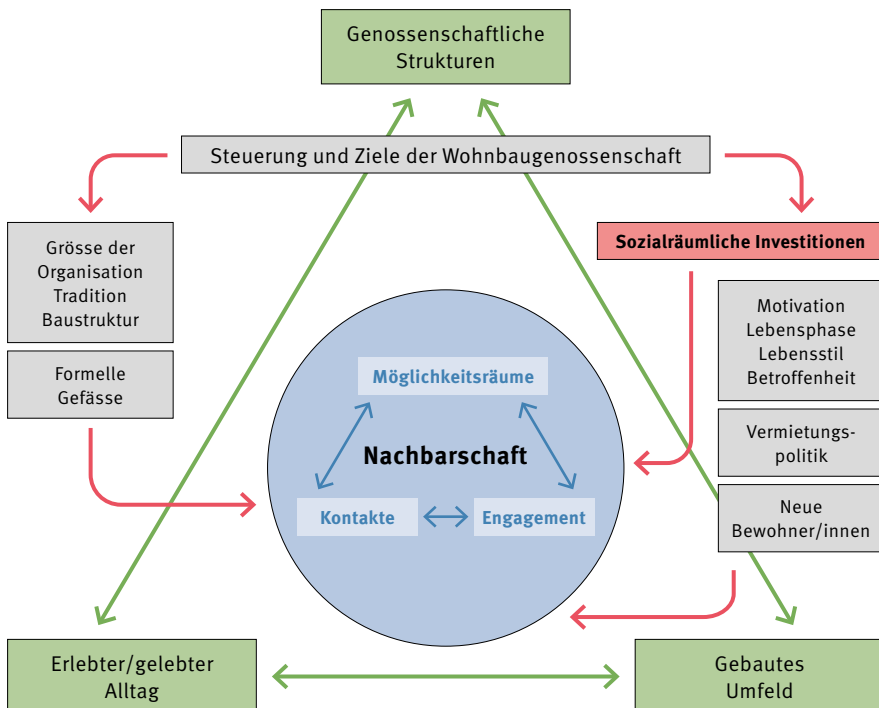 Genossenschaftliche
Strukturen
Steuerung und Ziele der Wohnbaugenossenschaft
Grösse der
Organisation
Tradition
Baustruktur
Formelle
Gefässe
Sozialräumliche Investitionen
Motivation
Lebensphase
Lebensstil
Betroffenheit
Vermietungs-
politik
Neue
Bewohner/innen
Möglichkeitsräume
Nachbarschaft
Kontakte
Engagement
Erlebter/gelebter
Alltag
Gebautes
Umfeld